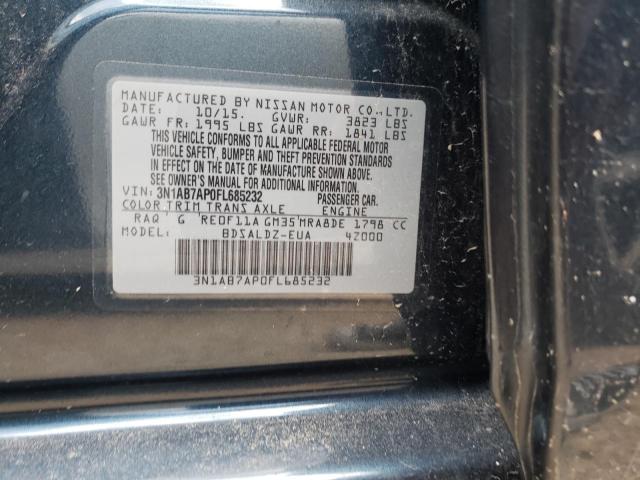 MANUFACTURED BY NISSAN MOTOR CO.,LTD.
DATE: 10/15. GVWR: 3823 LBS
GAWR FR: 1995 LBS GAWR RR: 1841 LBS
THIS VEHICLE CONFORMS TO ALL APPLICABLE FEDERAL MOTOR
VEHICLE SAFETY, BUMPER AND THEFT PREVENTION STANDARDS
IN EFFECT ON THE DATE OF MANUFACTURE SHOWN ABOVE.
SEE OWNER'S MANUAL FOR ADDITIONAL INFORMATION.
VIN: 3N1AB7AP0FL685232 PASSENGER CAR.
COLOR TRIM TRANS AXLE ENGINE
RAQ G RE0F11A GM35 MRA8DE 1798 CC
MODEL: BDSALDZ-EUA 42000
3N1AB7AP0FL685232